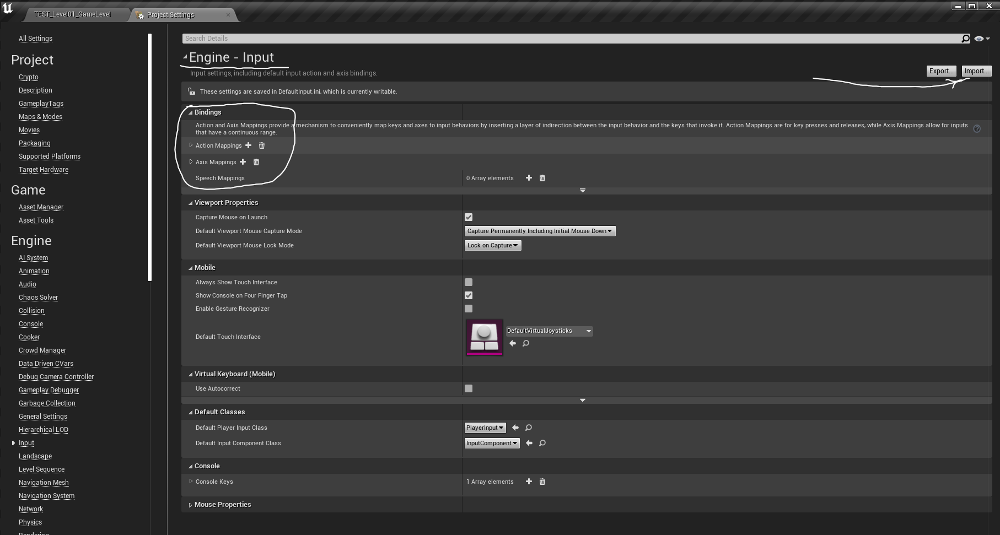 TEST_Level01_GameLevel
Project Settings
All Settings
Project
Crypto
Description
GameplayTags
Maps & Modes
Movies
Packaging
Supported Platforms
Target Hardware
Game
Asset Manager
Asset Tools
Engine
AI System
Animation
Audio
Chaos Solver
Collision
Console
Cooker
Crowd Manager
Data Driven CVars
Debug Camera Controller
Gameplay Debugger
Garbage Collection
General Settings
Hierarchical LOD
Input
Landscape
Level Sequence
Navigation Mesh
Navigation System
Network
Physics
Rendering
Search Details
Engine - Input
Input settings, including default input action and axis bindings.
Export... Import...
These settings are saved in DefaultInput.ini, which is currently writable.
Bindings
Action and Axis Mappings provide a mechanism to conveniently map keys and axes to input behaviors by inserting a layer of indirection between the input behavior and the keys that invoke it. Action Mappings are for key presses and releases, while Axis Mappings allow for inputs
that have a continuous range.
Action Mappings
Axis Mappings
Speech Mappings 0 Array elements
Viewport Properties
Capture Mouse on Launch
Default Viewport Mouse Capture Mode Capture Permanently Including Initial Mouse Down
Default Viewport Mouse Lock Mode Lock on Capture
Mobile
Always Show Touch Interface
Show Console on Four Finger Tap
Enable Gesture Recognizer
Default Touch Interface DefaultVirtualJoysticks
Virtual Keyboard (Mobile)
Use Autocorrect
Default Classes
Default Player Input Class PlayerInput
Default Input Component Class InputComponent
Console
Console Keys 1 Array elements
Mouse Properties